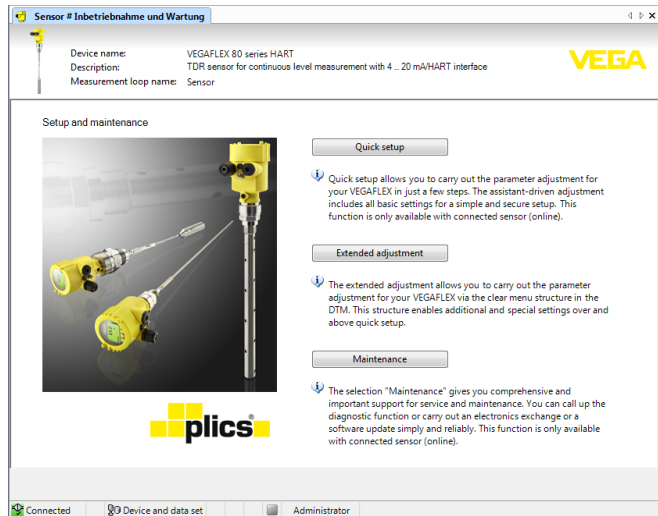 Sensor # Inbetriebnahme und Wartung
Device name: VEGAFLEX 80 series HART
Description: TDR sensor for continuous level measurement with 4 ... 20 mA/HART interface
Measurement loop name: Sensor
VEGA
Setup and maintenance
Quick setup
Quick setup allows you to carry out the parameter adjustment for
your VEGAFLEX in just a few steps. The assistant-driven adjustment
includes all basic settings for a simple and secure setup. This
function is only available with connected sensor (online).
Extended adjustment
The extended adjustment allows you to carry out the parameter
adjustment for your VEGAFLEX via the clear menu structure in the
DTM. This structure enables additional and special settings over and
above quick setup.
Maintenance
The selection "Maintenance" gives you comprehensive and
important support for service and maintenance. You can call up the
diagnostic function or carry out an electronics exchange or a
software update simply and reliably. This function is only available
with connected sensor (online).
plics®
Connected Device and data set Administrator